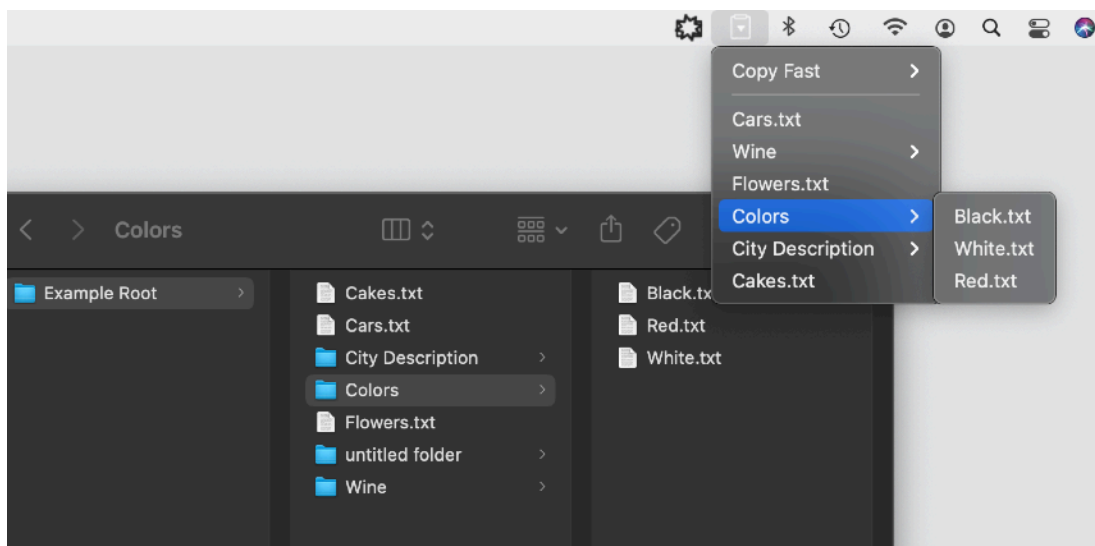 Copy Fast
Cars.txt
Wine
Flowers.txt
Colors
City Description
Cakes.txt
Black.txt
White.txt
Red.txt
Colors
Example Root
Cakes.txt
Cars.txt
City Description
Colors
Flowers.txt
untitled folder
Wine
Black.tx
Red.txt
White.txt